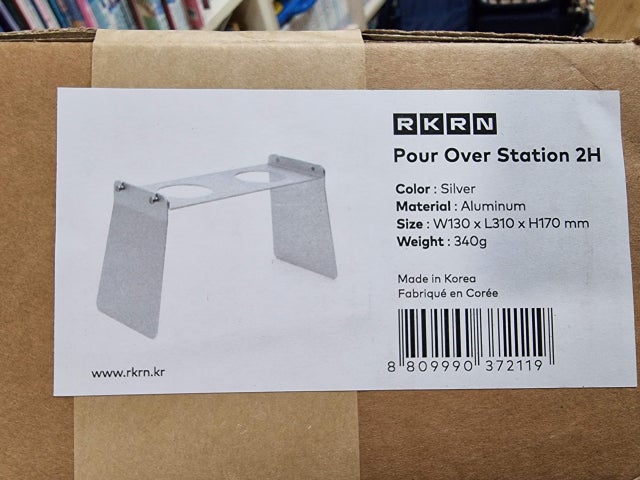 RKRN
Pour Over Station 2H
Color : Silver
Material : Aluminum
Size : W130 x L310 x H170 mm
Weight : 340g
Made in Korea
Fabriqué en Corée
8 809990 372119
www.rkrn.kr